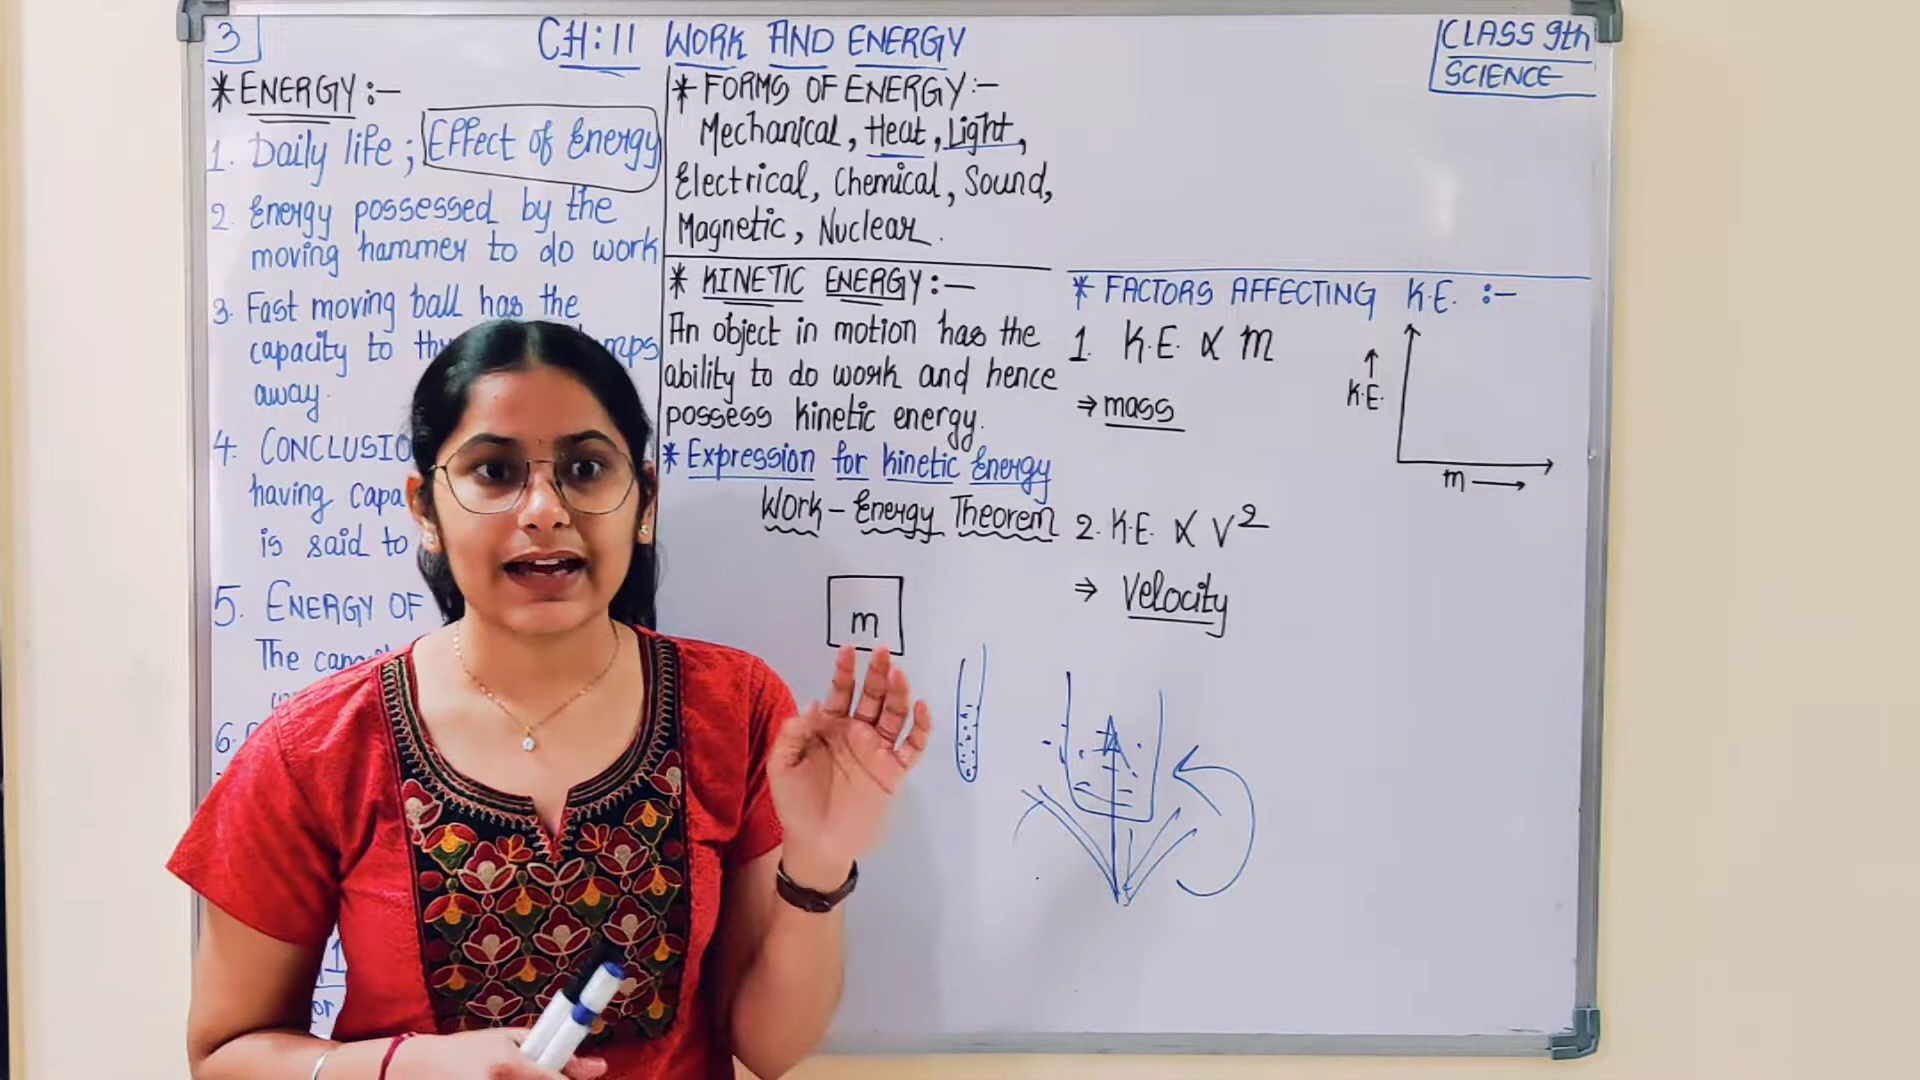 3
CH:11 WORK AND ENERGY
CLASS 9th
SCIENCE
* ENERGY:-
1. Daily life; Effect of Energy
2. Energy possessed by the
moving hammer to do work
3. Fast moving ball has the
capacity to
away.
4. CONCLUSIO
having capa
is said to
5. ENERGY OF
The
6.
1
or
* FORMS OF ENERGY:-
Mechanical, Heat, Light,
Electrical, Chemical, Sound,
Magnetic, Nuclear.
* KINETIC ENERGY:-
An object in motion has the
ability to do work and hence
possess kinetic energy.
* Expression for kinetic Energy
Work - Energy Theorem
m
* FACTORS AFFECTING K.E. :-
1. K.E. ∝ m
⇒ mass
↑
K.E.
m →
2. K.E. ∝ V²
⇒ Velocity